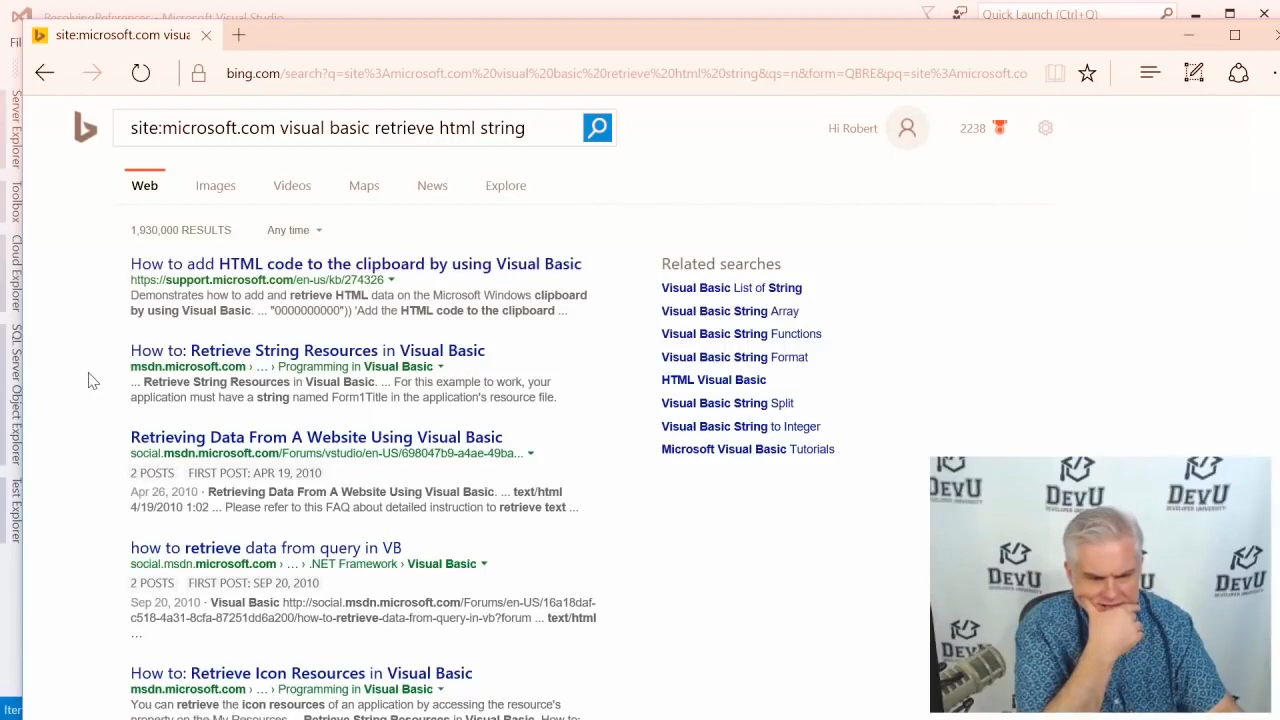 ResolvingReferences - Microsoft Visual Studio
Quick Launch (Ctrl+Q)
site:microsoft.com visua
bing.com/search?q=site%3Amicrosoft.com%20visual%20basic%20retrieve%20html%20string&qs=n&form=QBRE&pq=site%3Amicrosoft.co
site:microsoft.com visual basic retrieve html string
Hi Robert
2238
Web
Images
Videos
Maps
News
Explore
1,930,000 RESULTS
Any time
How to add HTML code to the clipboard by using Visual Basic
https://support.microsoft.com/en-us/kb/274326
Demonstrates how to add and retrieve HTML data on the Microsoft Windows clipboard
by using Visual Basic. ... "0000000000")) 'Add the HTML code to the clipboard ...
How to: Retrieve String Resources in Visual Basic
msdn.microsoft.com › ... › Programming in Visual Basic
... Retrieve String Resources in Visual Basic. ... For this example to work, your
application must have a string named Form1Title in the application's resource file.
Retrieving Data From A Website Using Visual Basic
social.msdn.microsoft.com/Forums/vstudio/en-US/698047b9-a4ae-49ba...
2 POSTS
FIRST POST: APR 19, 2010
Apr 26, 2010 · Retrieving Data From A Website Using Visual Basic. ... text/html
4/19/2010 1:02 ... Please refer to this FAQ about detailed instruction to retrieve text ...
how to retrieve data from query in VB
social.msdn.microsoft.com › ... › .NET Framework › Visual Basic
2 POSTS
FIRST POST: SEP 20, 2010
Sep 20, 2010 · Visual Basic http://social.msdn.microsoft.com/Forums/en-US/16a18daf-
c518-4a31-8cfa-87251dd6a200/how-to-retrieve-data-from-query-in-vb?forum ... text/html
...
How to: Retrieve Icon Resources in Visual Basic
msdn.microsoft.com › ... › Programming in Visual Basic
You can retrieve the icon resources of an application by accessing the resource's
property on the My.Resources ... Retrieve String Resources in Visual Basic. How to:
Related searches
Visual Basic List of String
Visual Basic String Array
Visual Basic String Functions
Visual Basic String Format
HTML Visual Basic
Visual Basic String Split
Visual Basic String to Integer
Microsoft Visual Basic Tutorials
Server Explorer
Toolbox
Cloud Explorer
SQL Server Object Explorer
Test Explorer
DEVU
DEVELOPER UNIVERSITY
DEVU
DEVELOPER UNIVERSITY
DEVU
DEVELOPER UNIVERSITY
DEVU
DEVU